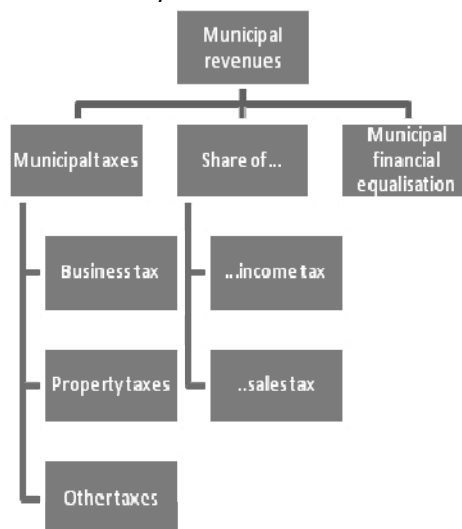 Municipal
revenues
Municipal taxes
Share of...
Municipal
financial
equalisation
Business tax
...income tax
Property taxes
..sales tax
Other taxes